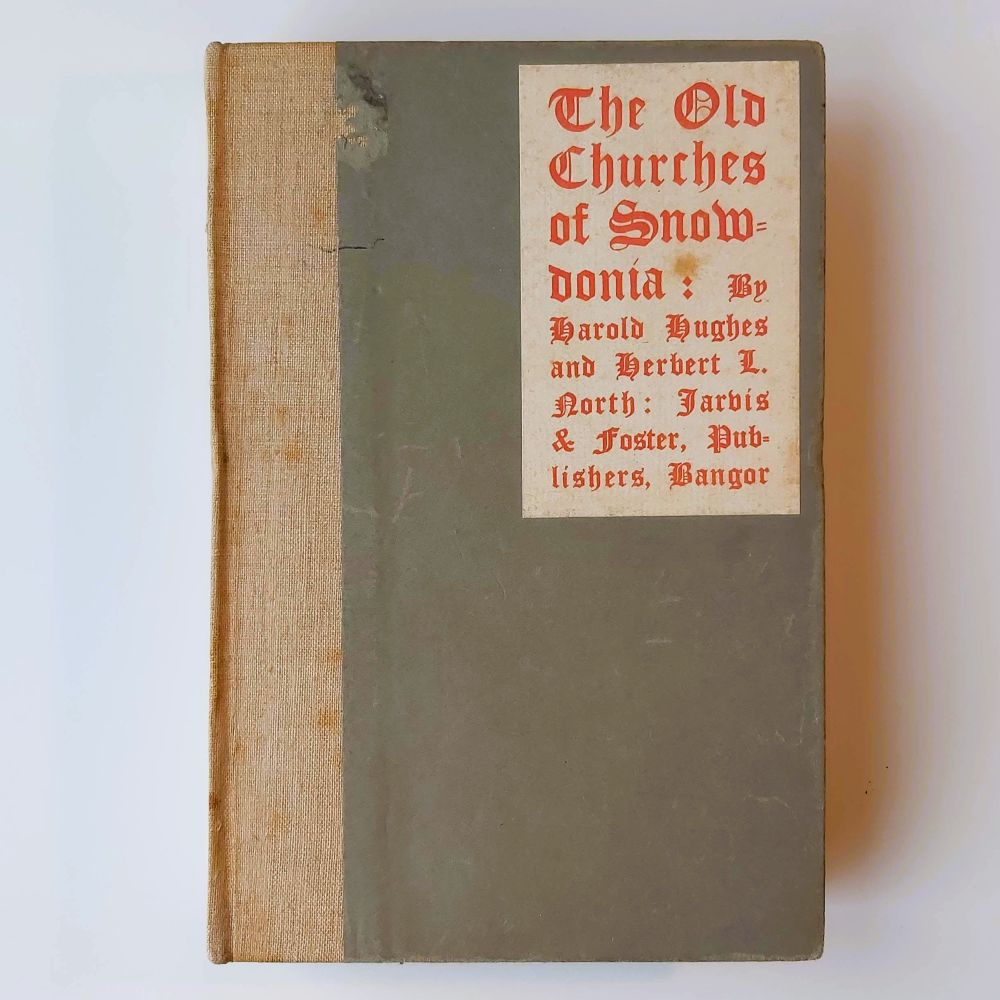 The Old
Churches
of Snow=
donia : By
Harold Hughes
and Herbert L.
North : Jarvis
& Foster, Pub=
lishers, Bangor